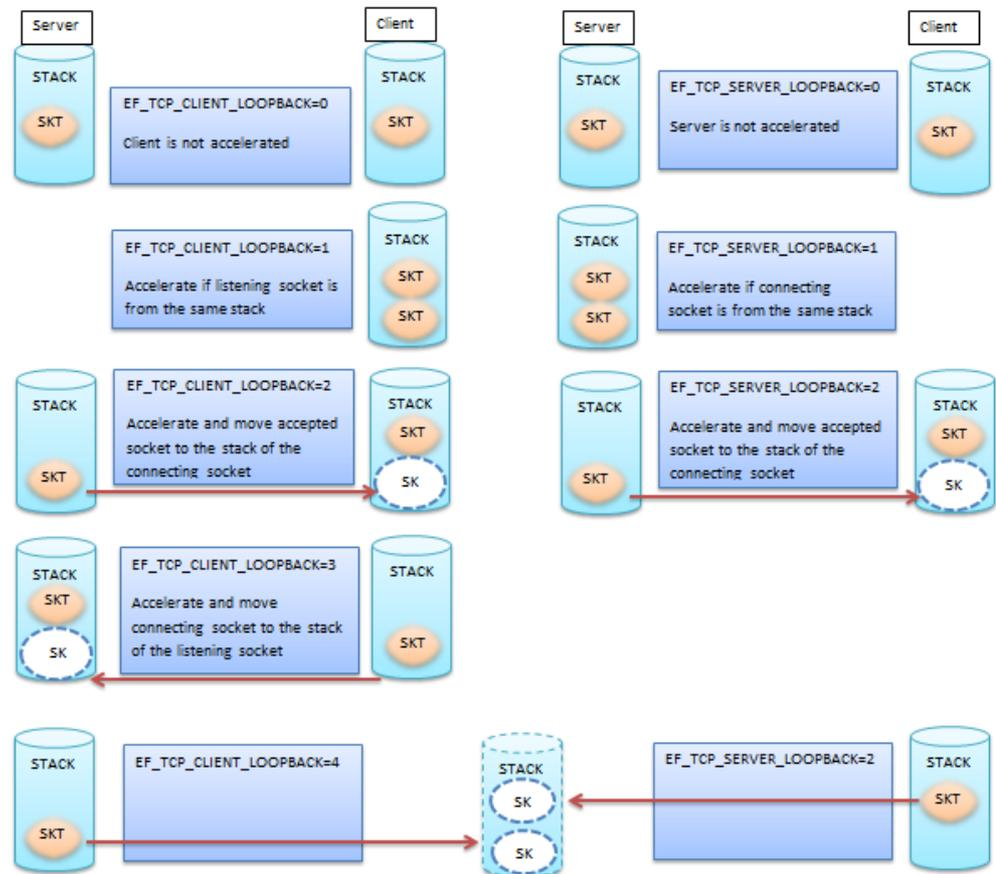 Server
Client
Server
Client
STACK
SKT
EF_TCP_CLIENT_LOOPBACK=0
Client is not accelerated
STACK
SKT
STACK
SKT
EF_TCP_SERVER_LOOPBACK=0
Server is not accelerated
STACK
SKT
EF_TCP_CLIENT_LOOPBACK=1
Accelerate if listening socket is
from the same stack
STACK
SKT
SKT
STACK
SKT
SKT
EF_TCP_SERVER_LOOPBACK=1
Accelerate if connecting
socket is from the same stack
STACK
SKT
EF_TCP_CLIENT_LOOPBACK=2
Accelerate and move accepted
socket to the stack of the
connecting socket
STACK
SKT
SK
STACK
SKT
EF_TCP_SERVER_LOOPBACK=2
Accelerate and move accepted
socket to the stack of the
connecting socket
STACK
SKT
SK
STACK
SKT
SK
EF_TCP_CLIENT_LOOPBACK=3
Accelerate and move
connecting socket to the stack
of the listening socket
STACK
SKT
STACK
SKT
EF_TCP_CLIENT_LOOPBACK=4
STACK
SK
SK
EF_TCP_SERVER_LOOPBACK=2
STACK
SKT